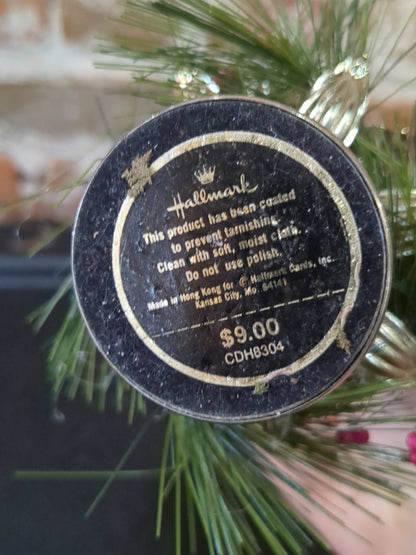 Hallmark
This product has been coated
to prevent tarnishing.
Clean with soft, moist cloth.
Do not use polish.
Made in Hong Kong for © Hallmark Cards, Inc.
Kansas City, Mo. 64141
$9.00
CDH8304